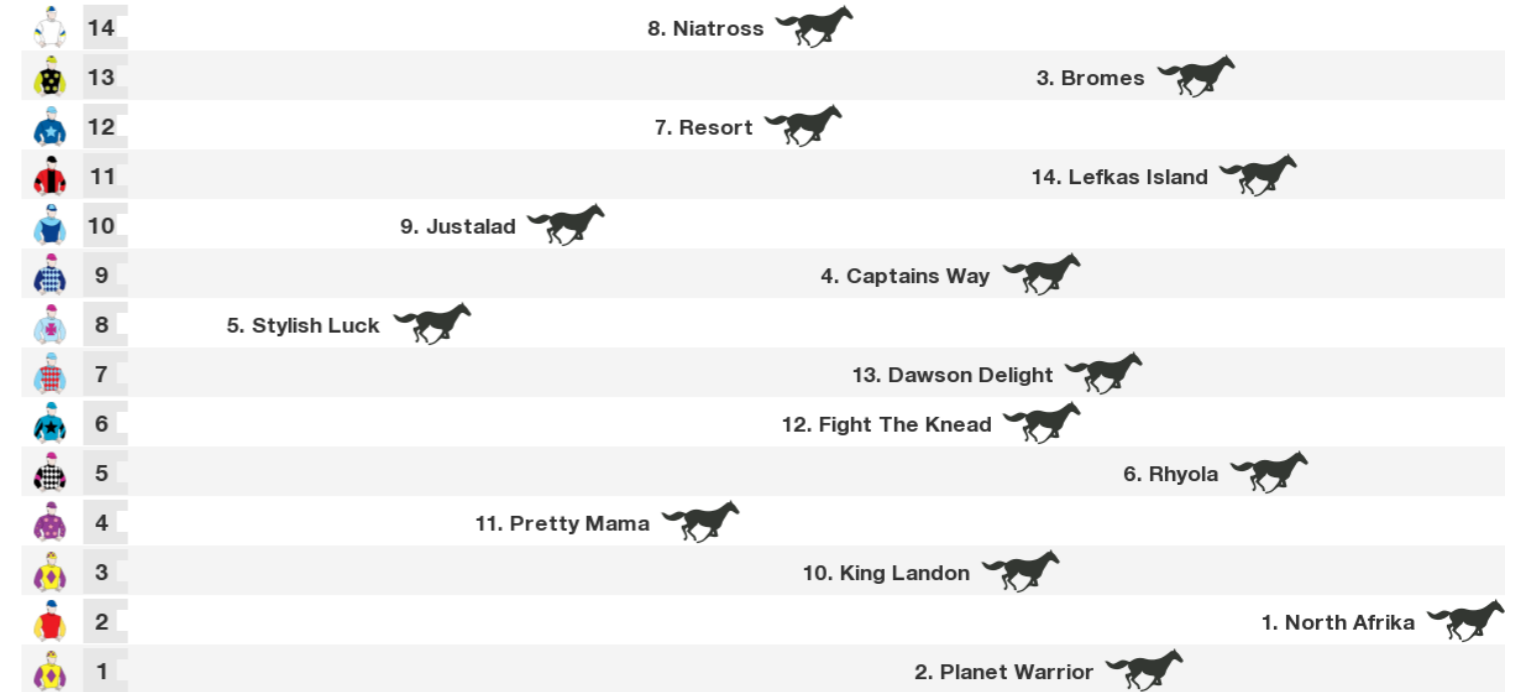 14 8. Niatross
13 3. Bromes
12 7. Resort
11 14. Lefkas Island
10 9. Justalad
9 4. Captains Way
8 5. Stylish Luck
7 13. Dawson Delight
6 12. Fight The Knead
5 6. Rhyola
4 11. Pretty Mama
3 10. King Landon
2 1. North Afrika
1 2. Planet Warrior